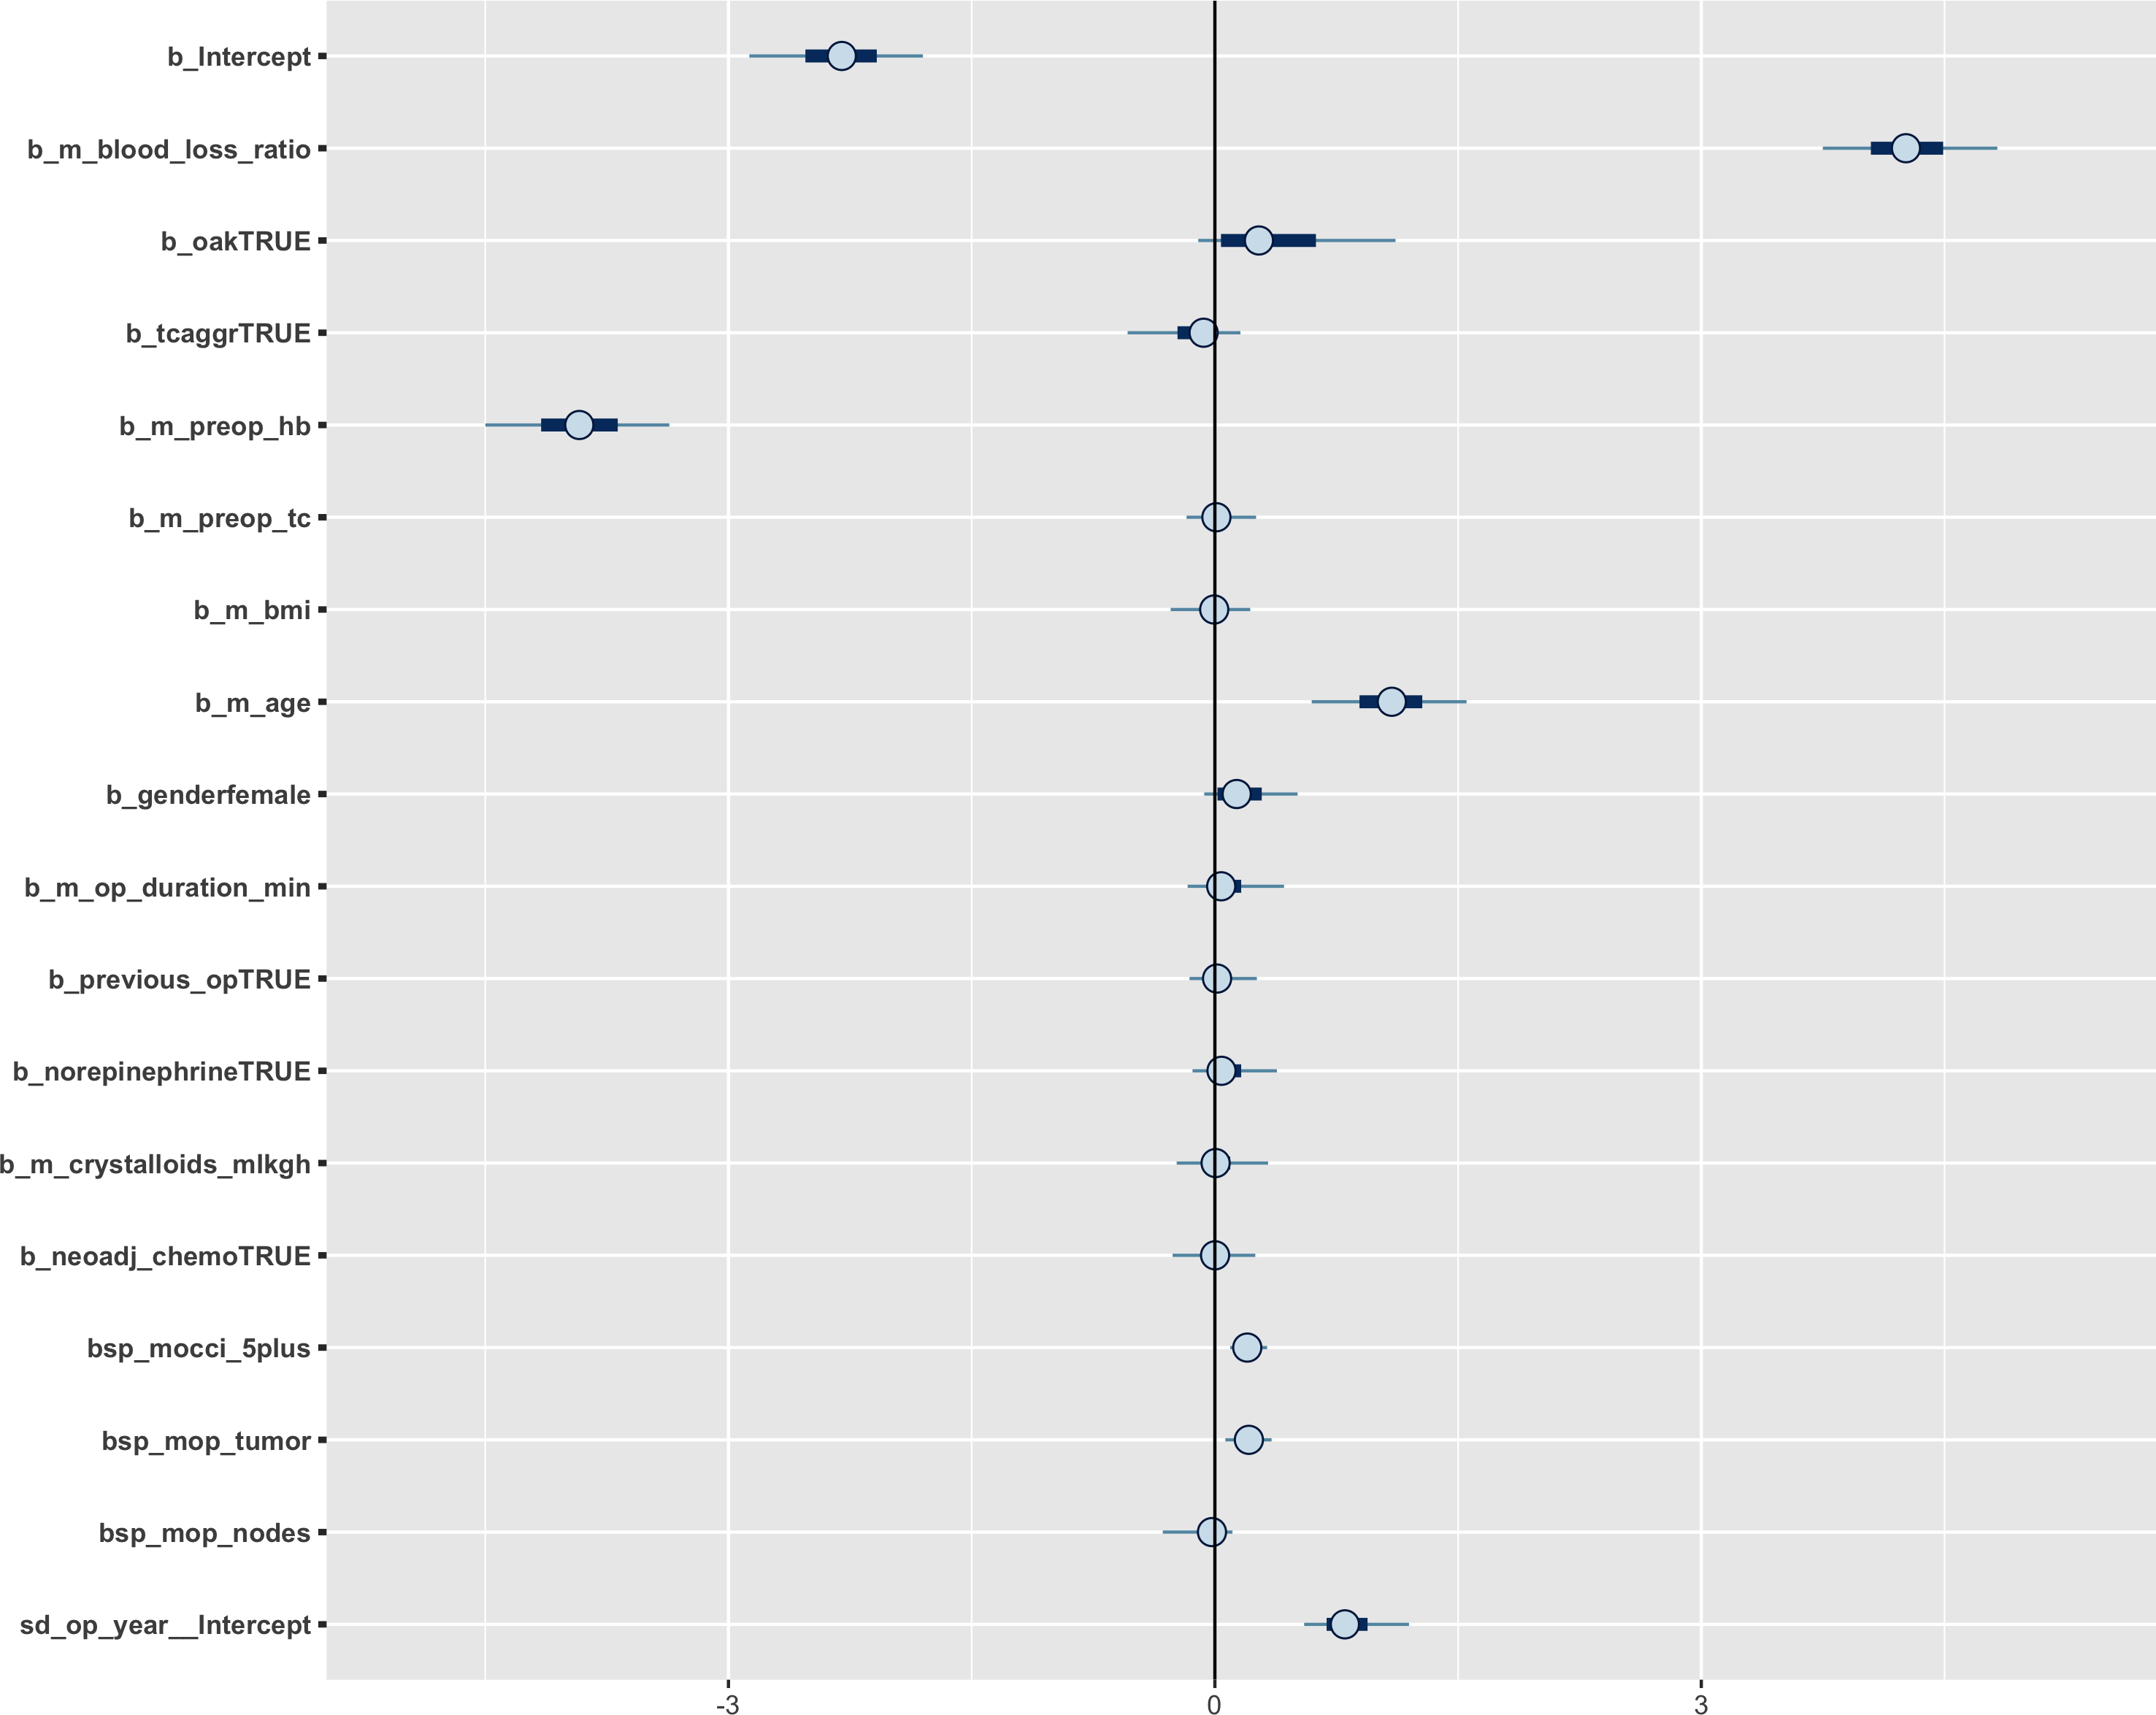 b_Intercept
b_m_blood_loss_ratio
b_oakTRUE
b_tcaggrTRUE
b_m_preop_hb
b_m_preop_tc
b_m_bmi
b_m_age
b_genderfemale
b_m_op_duration_min
b_previous_opTRUE
b_norepinephrineTRUE
b_m_crystalloids_mlkgh
b_neoadj_chemoTRUE
bsp_mocci_5plus
bsp_mop_tumor
bsp_mop_nodes
sd_op_year__Intercept
-3 0 3